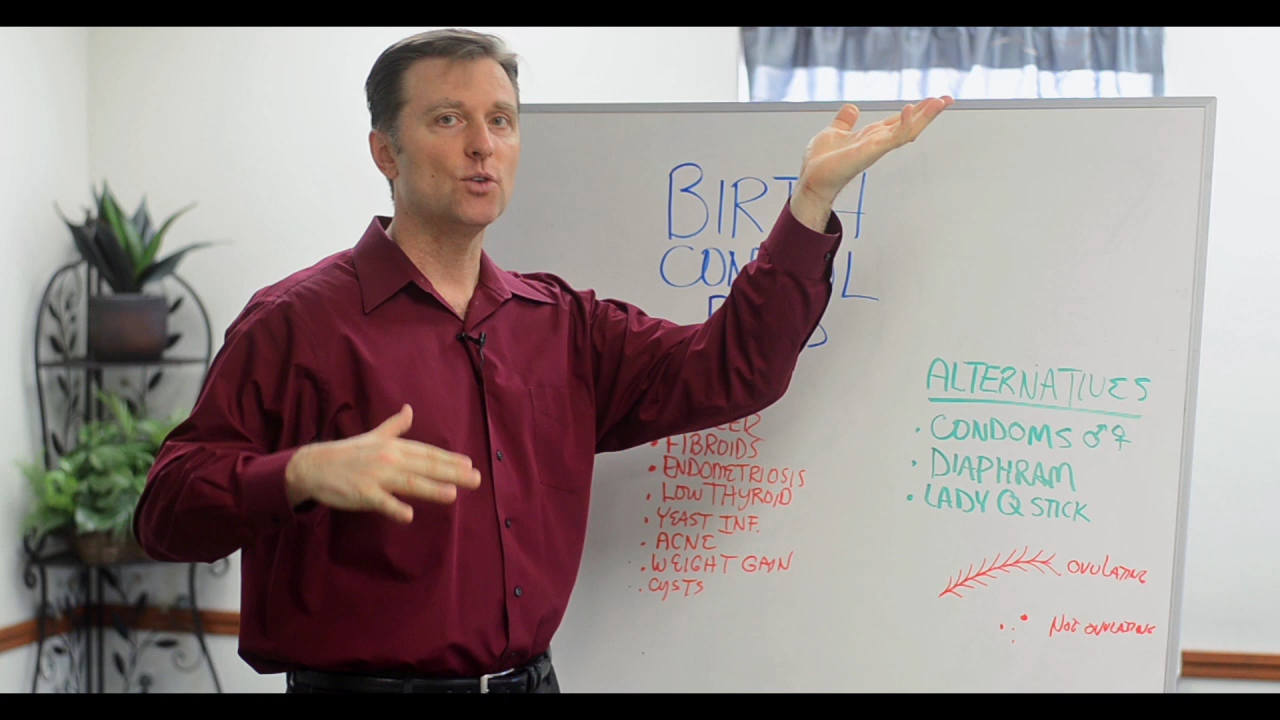 BIRTH
CONTROL
• FIBROIDS
• ENDOMETRIOSIS
• LOW THYROID
• YEAST INF.
• ACNE
• WEIGHT GAIN
• CYSTS
ALTERNATIVES
• CONDOMS ♂♀
• DIAPHRAM
• LADY Q STICK
OVULATING
NOT OVULATING